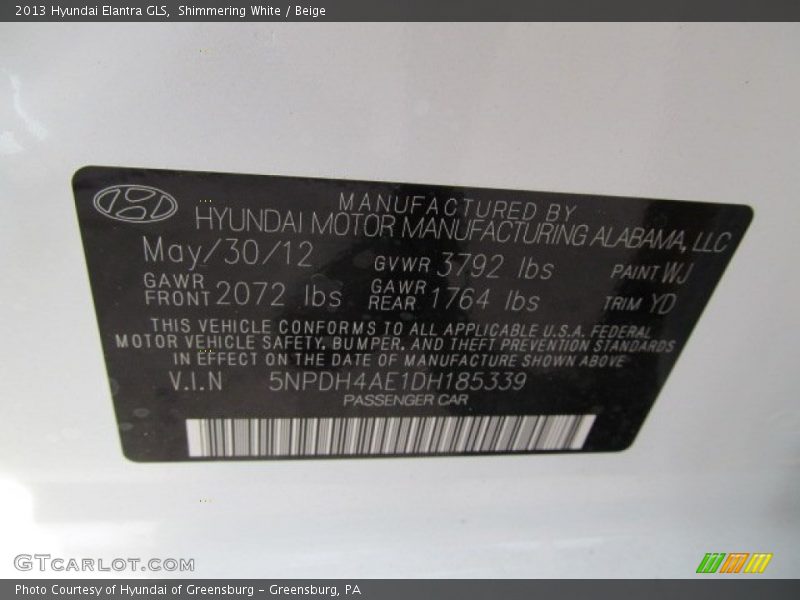 2013 Hyundai Elantra GLS, Shimmering White / Beige
MANUFACTURED BY
HYUNDAI MOTOR MANUFACTURING ALABAMA, LLC
May/30/12 GVWR 3792 lbs PAINT WJ
GAWR FRONT 2072 lbs GAWR REAR 1764 lbs TRIM YD
THIS VEHICLE CONFORMS TO ALL APPLICABLE U.S.A. FEDERAL
MOTOR VEHICLE SAFETY, BUMPER, AND THEFT PREVENTION STANDARDS
IN EFFECT ON THE DATE OF MANUFACTURE SHOWN ABOVE
V.I.N 5NPDH4AE1DH185339
PASSENGER CAR
GTCARLOT.COM
Photo Courtesy of Hyundai of Greensburg - Greensburg, PA